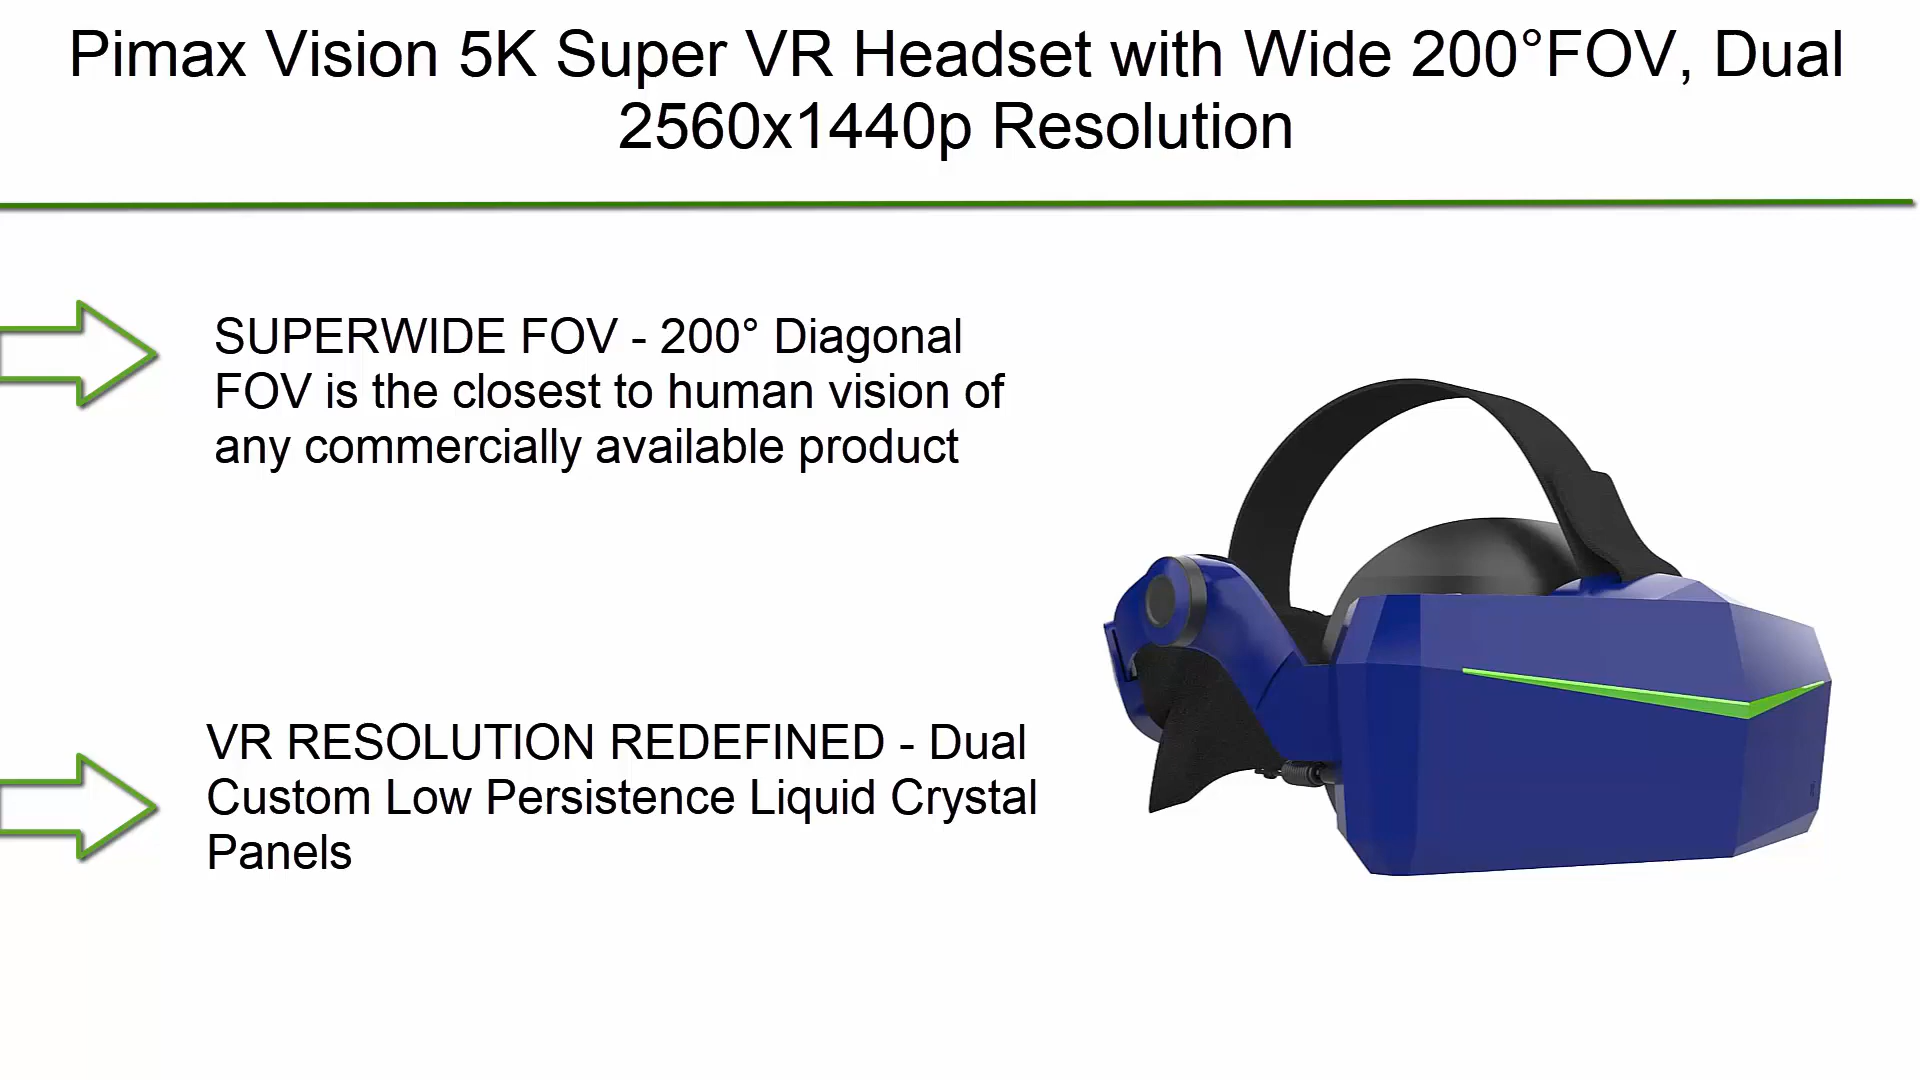 Pimax Vision 5K Super VR Headset with Wide 200°FOV, Dual
2560x1440p Resolution
SUPERWIDE FOV - 200° Diagonal
FOV is the closest to human vision of
any commercially available product
VR RESOLUTION REDEFINED - Dual
Custom Low Persistence Liquid Crystal
Panels